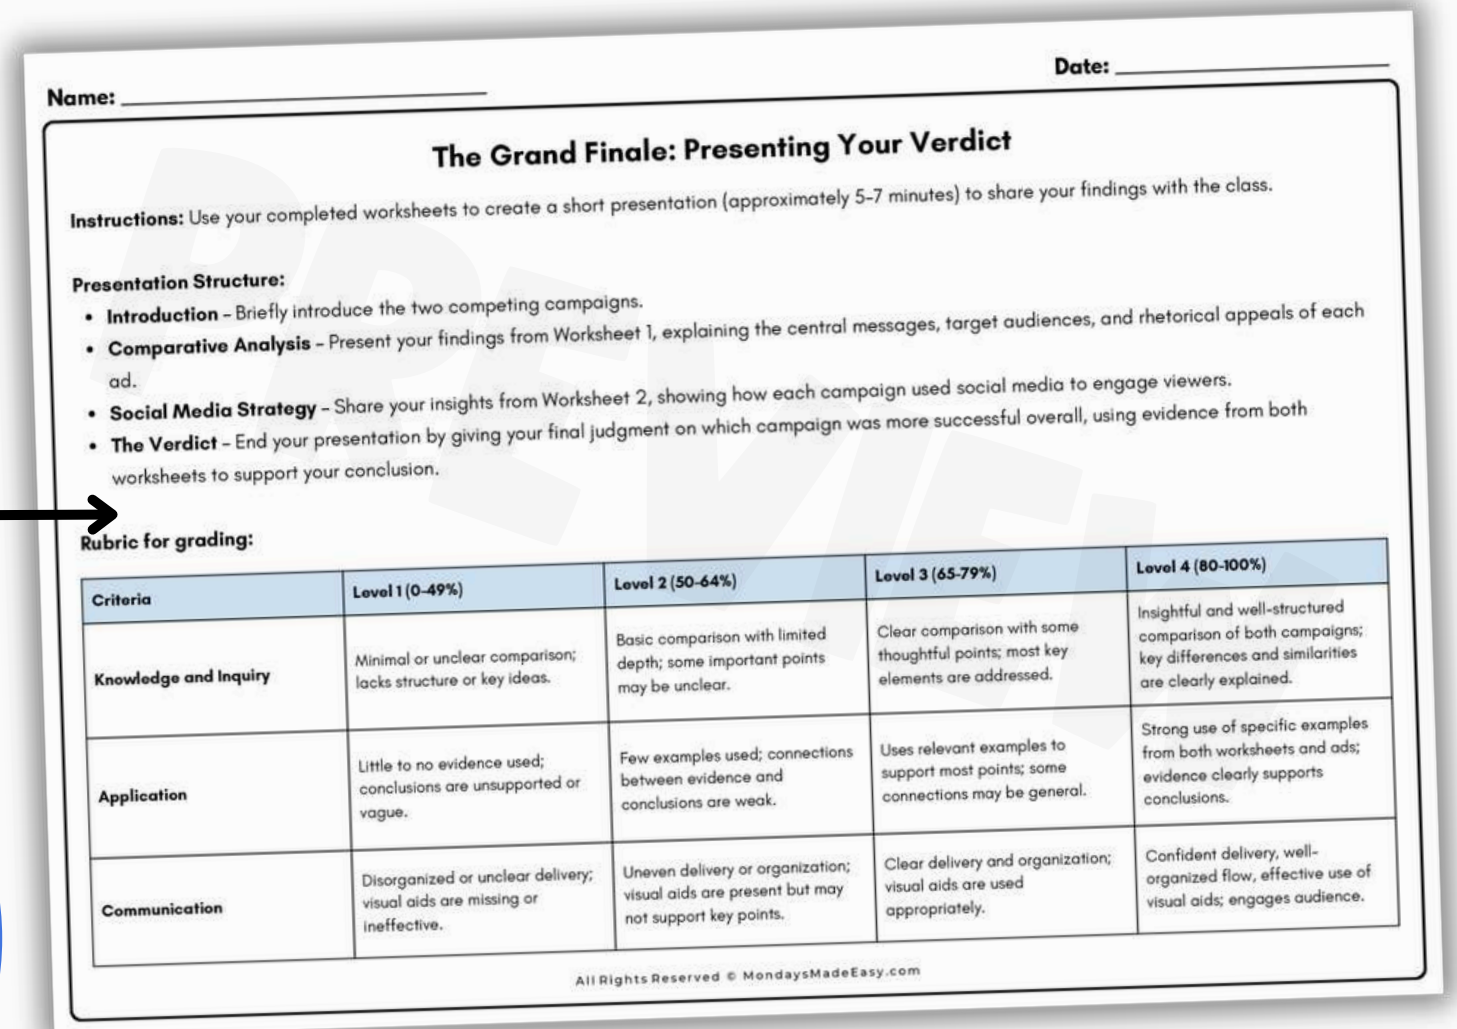 Name:
Date:
The Grand Finale: Presenting Your Verdict
Instructions: Use your completed worksheets to create a short presentation (approximately 5-7 minutes) to share your findings with the class.
Presentation Structure:
• Introduction – Briefly introduce the two competing campaigns.
• Comparative Analysis – Present your findings from Worksheet 1, explaining the central messages, target audiences, and rhetorical appeals of each
ad.
• Social Media Strategy – Share your insights from Worksheet 2, showing how each campaign used social media to engage viewers.
• The Verdict – End your presentation by giving your final judgment on which campaign was more successful overall, using evidence from both
worksheets to support your conclusion.
PREVIEW
Rubric for grading:
Criteria
Level 1 (0-49%)
Level 2 (50-64%)
Level 3 (65-79%)
Level 4 (80-100%)
Knowledge and Inquiry
Minimal or unclear comparison;
lacks structure or key ideas.
Basic comparison with limited
depth; some important points
may be unclear.
Clear comparison with some
thoughtful points; most key
elements are addressed.
Insightful and well-structured
comparison of both campaigns;
key differences and similarities
are clearly explained.
Application
Little to no evidence used;
conclusions are unsupported or
vague.
Few examples used; connections
between evidence and
conclusions are weak.
Uses relevant examples to
support most points; some
connections may be general.
Strong use of specific examples
from both worksheets and ads;
evidence clearly supports
conclusions.
Communication
Disorganized or unclear delivery;
visual aids are missing or
ineffective.
Uneven delivery or organization;
visual aids are present but may
not support key points.
Clear delivery and organization;
visual aids are used
appropriately.
Confident delivery, well-
organized flow, effective use of
visual aids; engages audience.
All Rights Reserved © MondaysMadeEasy.com